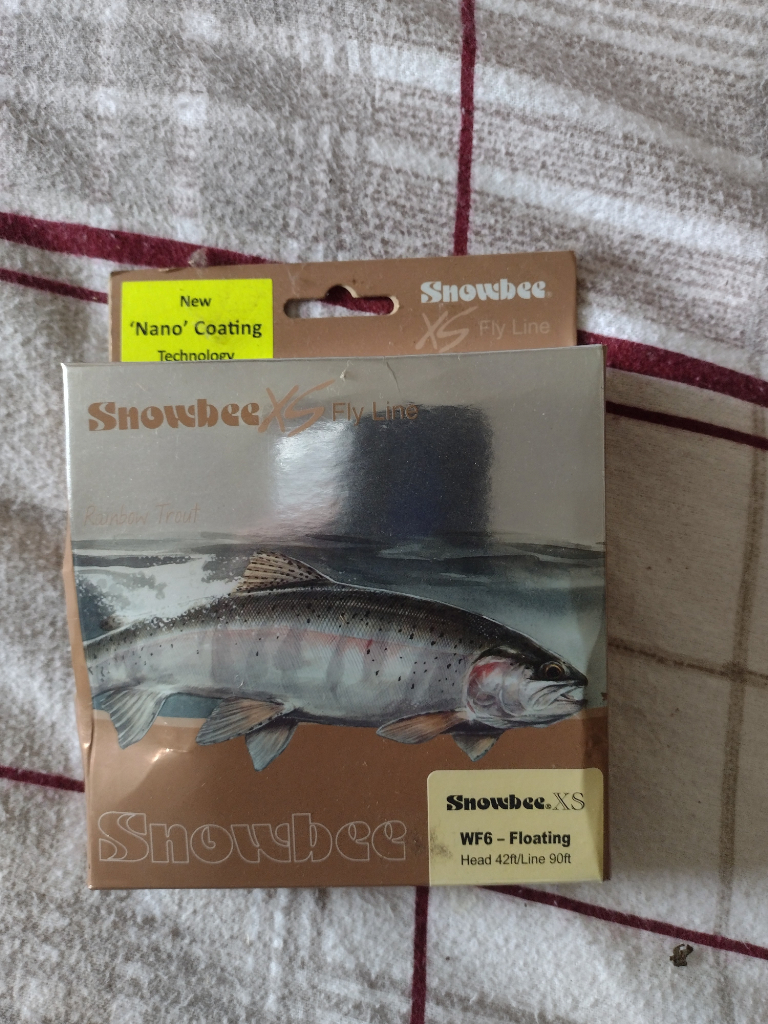 New
'Nano' Coating
Technology
Snowbee®
XS Fly Line
Snowbee XS Fly Line
Rainbow Trout
Snowbee
Snowbee® XS
WF6 – Floating
Head 42ft/Line 90ft